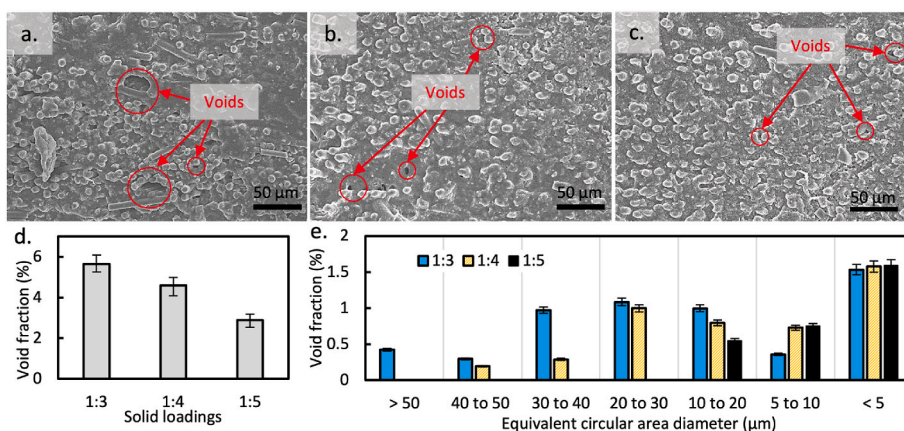 a.
Voids
50 μm
b.
Voids
50 μm
c.
Voids
50 μm
d.
Void fraction (%)
6
4
2
0
1:3
1:4
1:5
Solid loadings
e.
Void fraction (%)
2
1.5
1
0.5
0
1:3
1:4
1:5
> 50
40 to 50
30 to 40
20 to 30
10 to 20
5 to 10
< 5
Equivalent circular area diameter (μm)